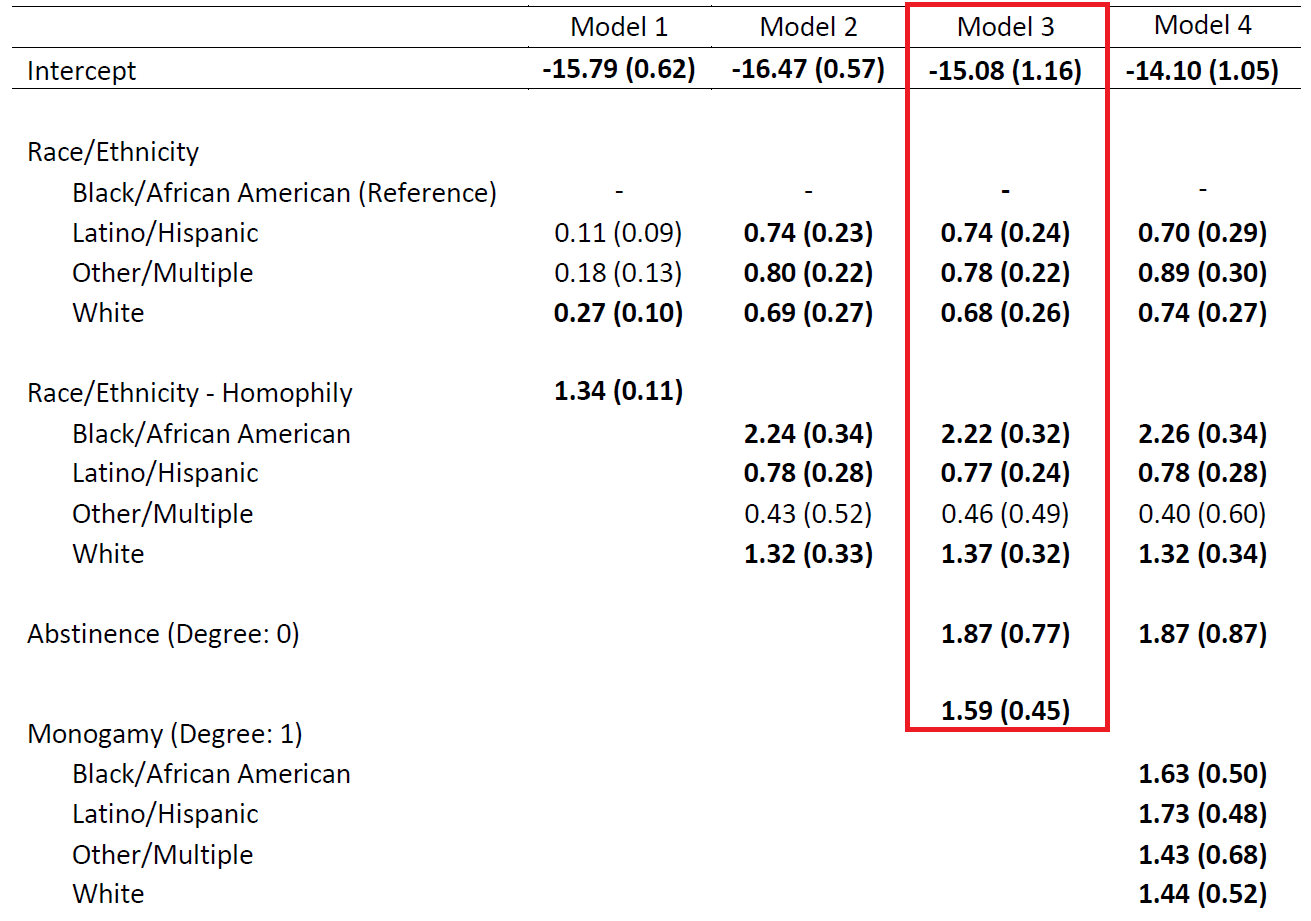 Model 1 Model 2 Model 3 Model 4
Intercept -15.79 (0.62) -16.47 (0.57) -15.08 (1.16) -14.10 (1.05)
Race/Ethnicity
Black/African American (Reference) - - - -
Latino/Hispanic 0.11 (0.09) 0.74 (0.23) 0.74 (0.24) 0.70 (0.29)
Other/Multiple 0.18 (0.13) 0.80 (0.22) 0.78 (0.22) 0.89 (0.30)
White 0.27 (0.10) 0.69 (0.27) 0.68 (0.26) 0.74 (0.27)
Race/Ethnicity - Homophily 1.34 (0.11)
Black/African American 2.24 (0.34) 2.22 (0.32) 2.26 (0.34)
Latino/Hispanic 0.78 (0.28) 0.77 (0.24) 0.78 (0.28)
Other/Multiple 0.43 (0.52) 0.46 (0.49) 0.40 (0.60)
White 1.32 (0.33) 1.37 (0.32) 1.32 (0.34)
Abstinence (Degree: 0) 1.87 (0.77) 1.87 (0.87)
1.59 (0.45)
Monogamy (Degree: 1)
Black/African American 1.63 (0.50)
Latino/Hispanic 1.73 (0.48)
Other/Multiple 1.43 (0.68)
White 1.44 (0.52)